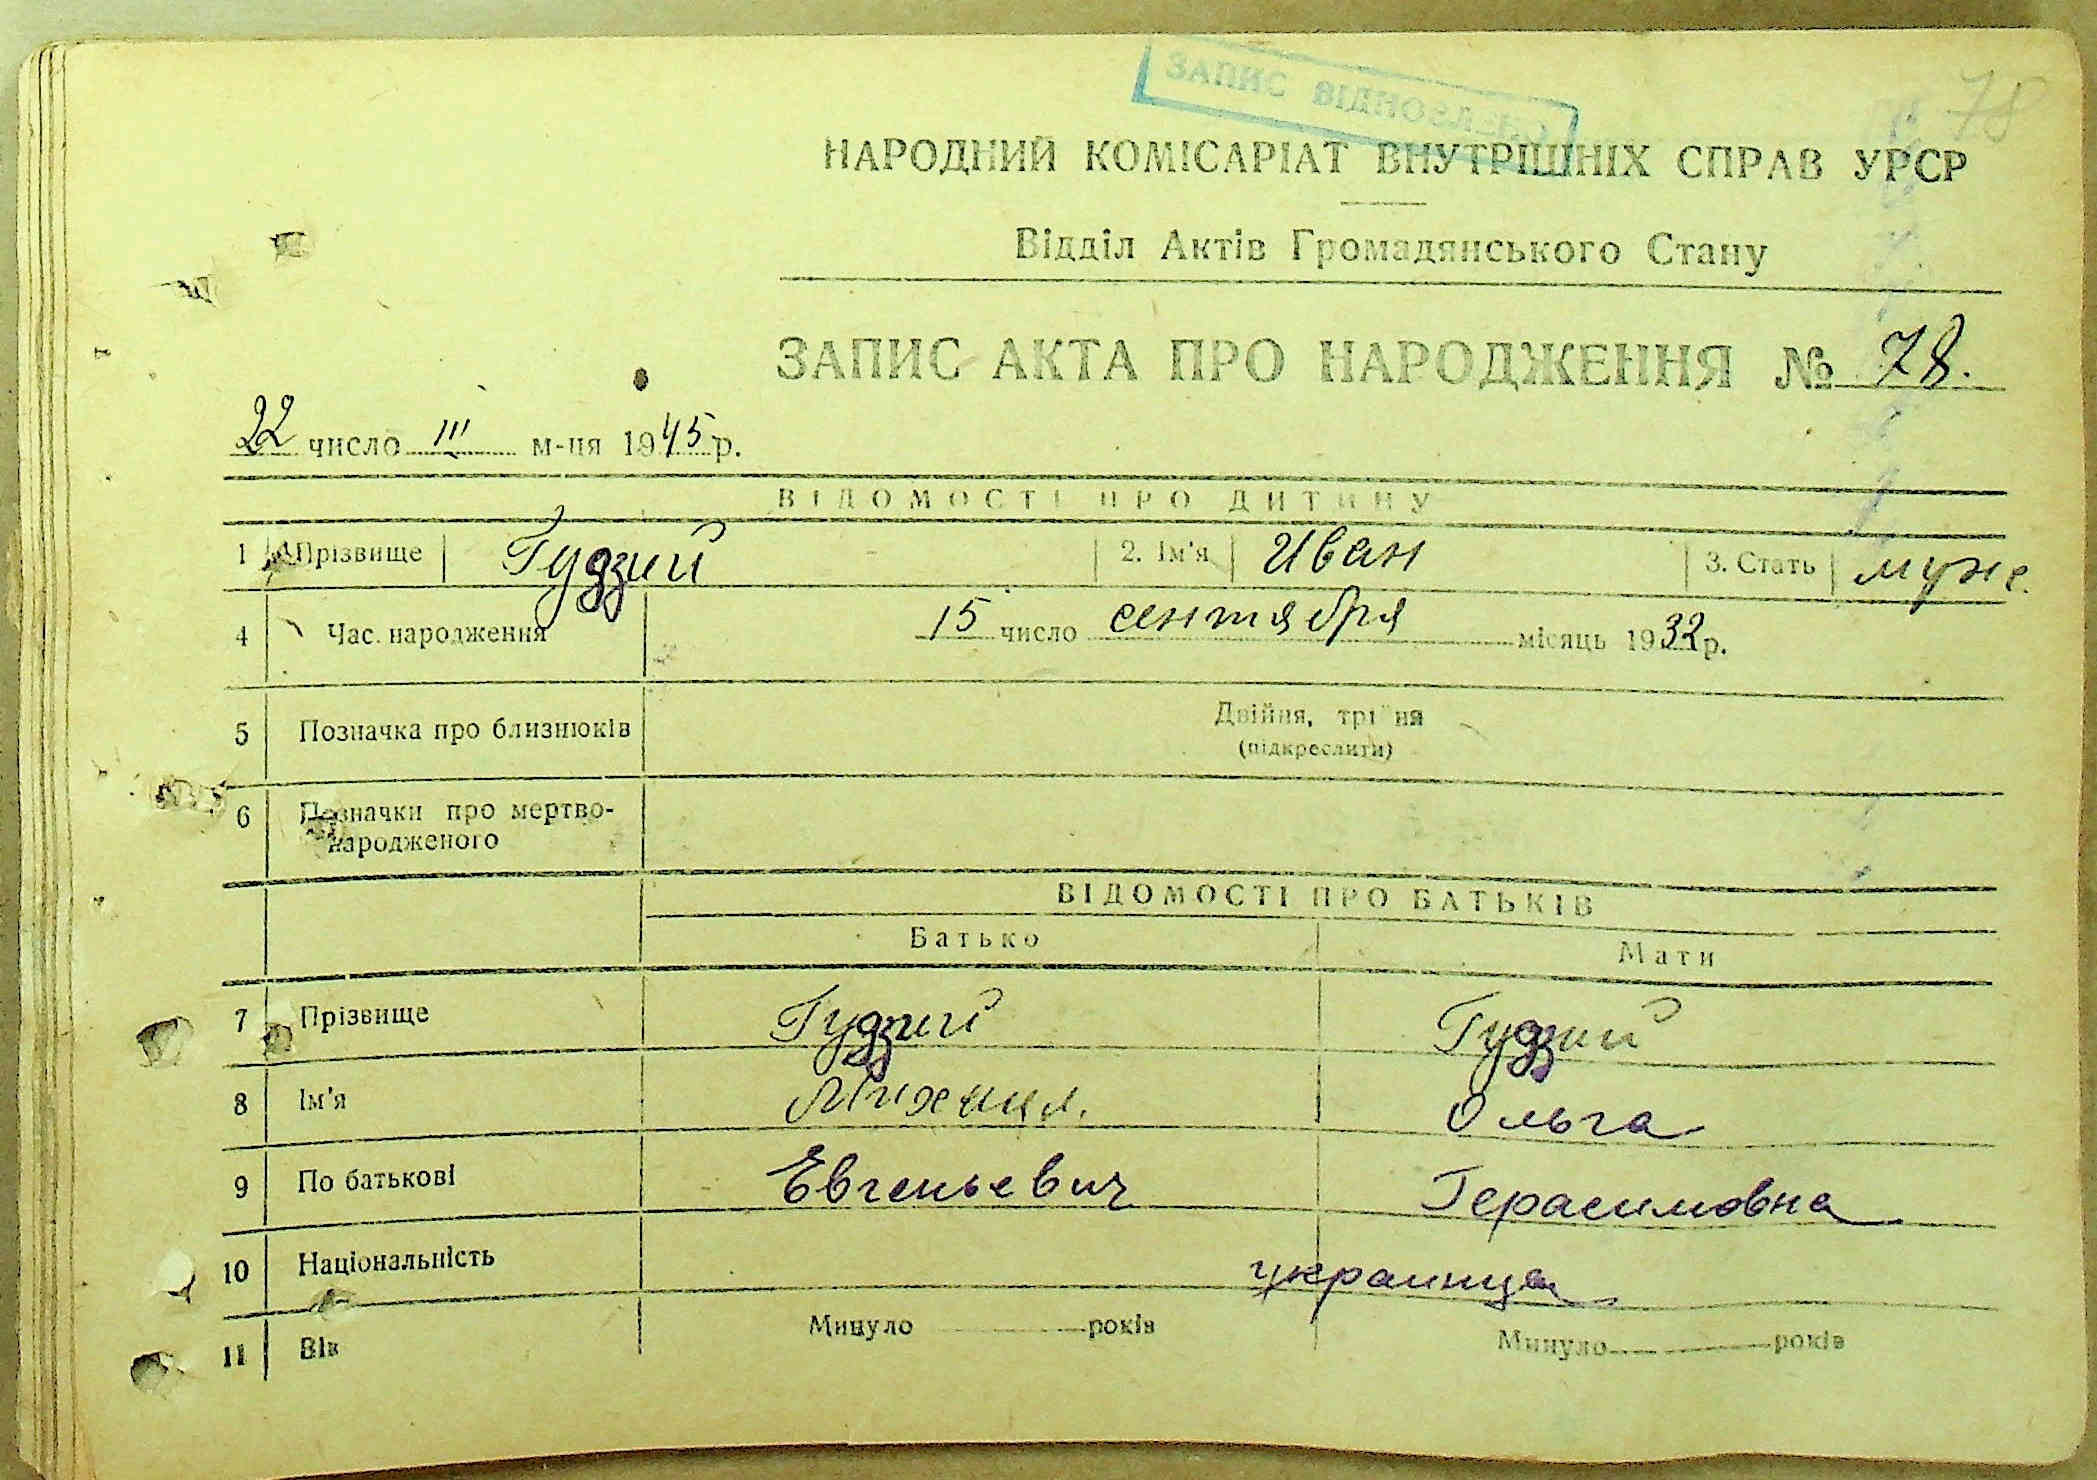 ЗАПИС ВІДНОВЛЕНО
78
НАРОДНИЙ КОМІСАРІАТ ВНУТРІШНІХ СПРАВ УРСР
Відділ Актів Громадянського Стану
ЗАПИС АКТА ПРО НАРОДЖЕННЯ № 78.
22 число III м-ця 1945 р.
ВІДОМОСТІ ПРО ДИТИНУ
1 Прізвище Гудзий 2. Ім'я Иван 3. Стать муж.
4 Час народження 15 число сентября місяць 1932 р.
5 Позначка про близнюків Двійня, трійня
(підкреслити)
6 Позначки про мертво-
народженого
ВІДОМОСТІ ПРО БАТЬКІВ
Батько Мати
7 Прізвище Гудзий Гудзий
8 Ім'я Михаил. Ольга
9 По батькові Евгеньевич Герасимовна
10 Національність украинцы
11 Вік Минуло років Минуло років